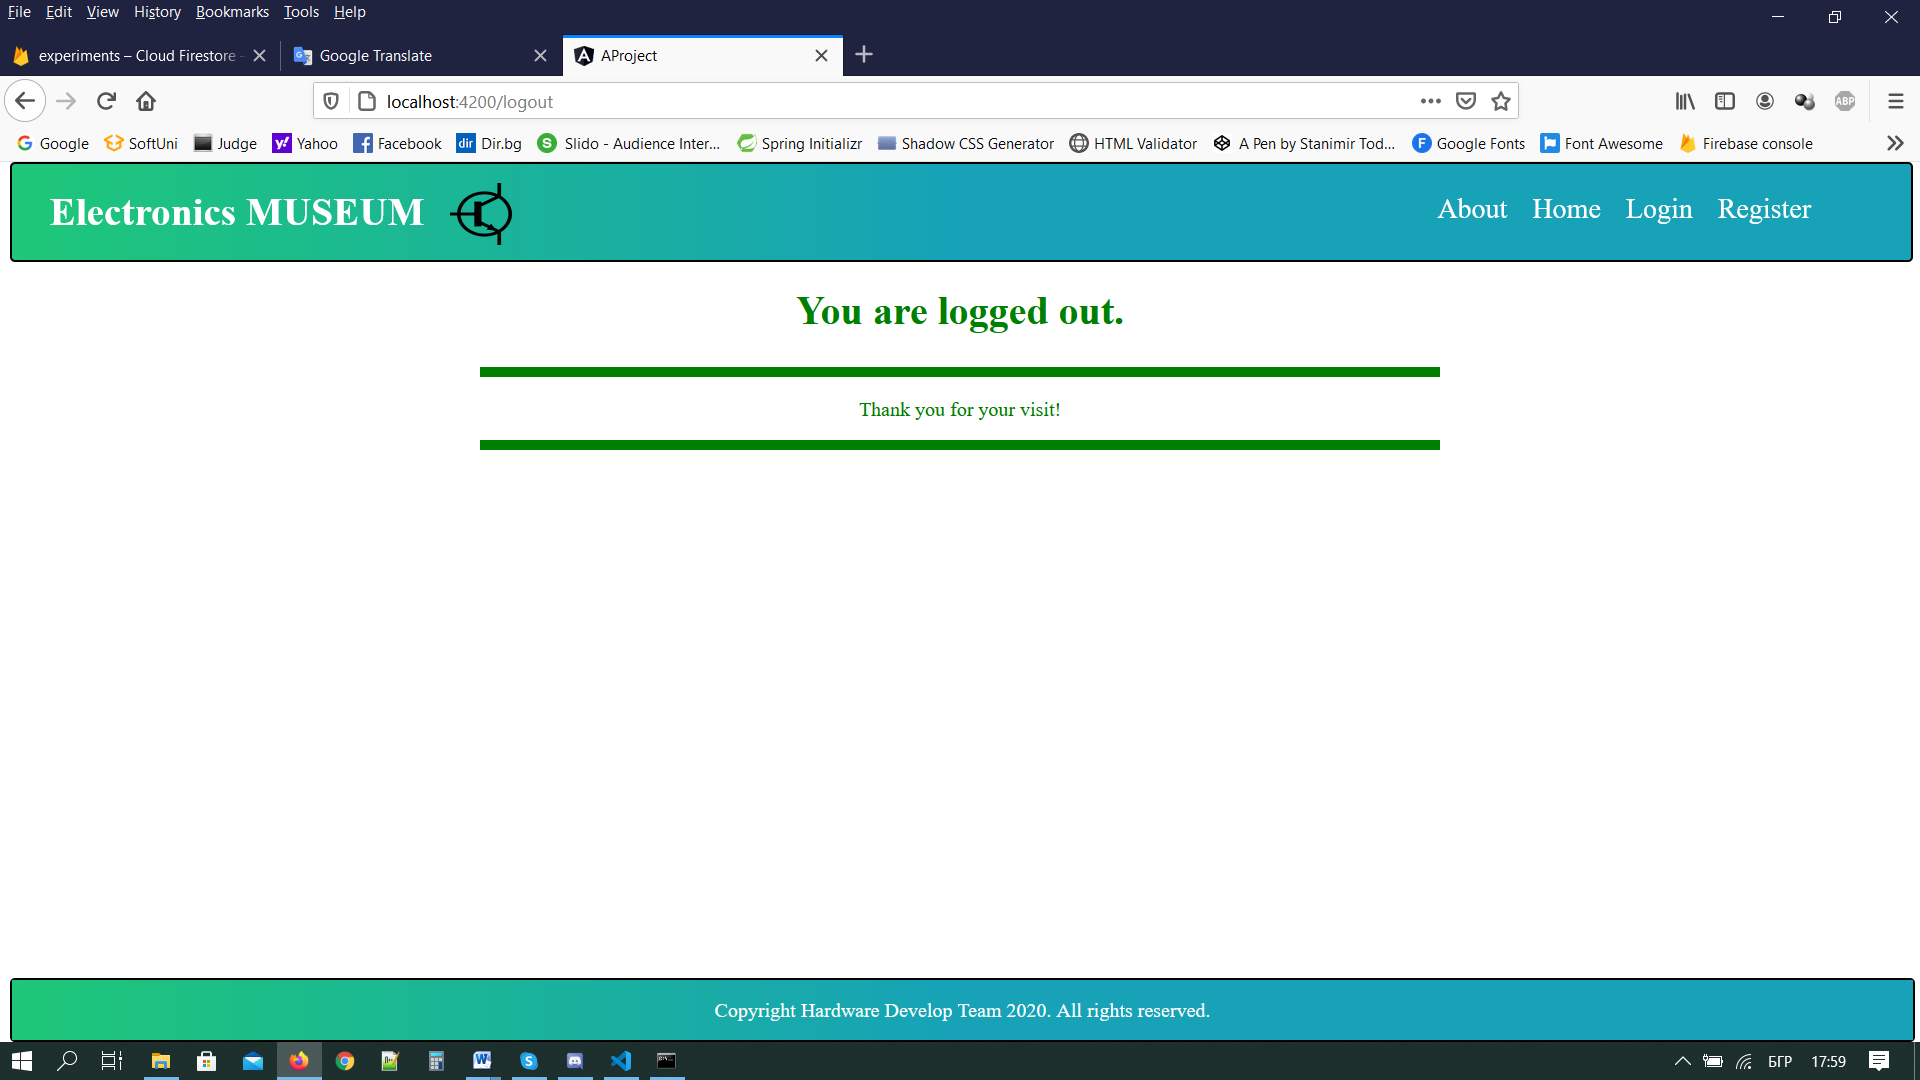 File Edit View History Bookmarks Tools Help
experiments – Cloud Firestore -
Google Translate
AProject
localhost:4200/logout
ABP
Google SoftUni Judge Yahoo Facebook Dir.bg Slido - Audience Inter... Spring Initializr Shadow CSS Generator HTML Validator A Pen by Stanimir Tod... Google Fonts Font Awesome Firebase console
Electronics MUSEUM
About Home Login Register
You are logged out.
Thank you for your visit!
Copyright Hardware Develop Team 2020. All rights reserved.
БГР 17:59